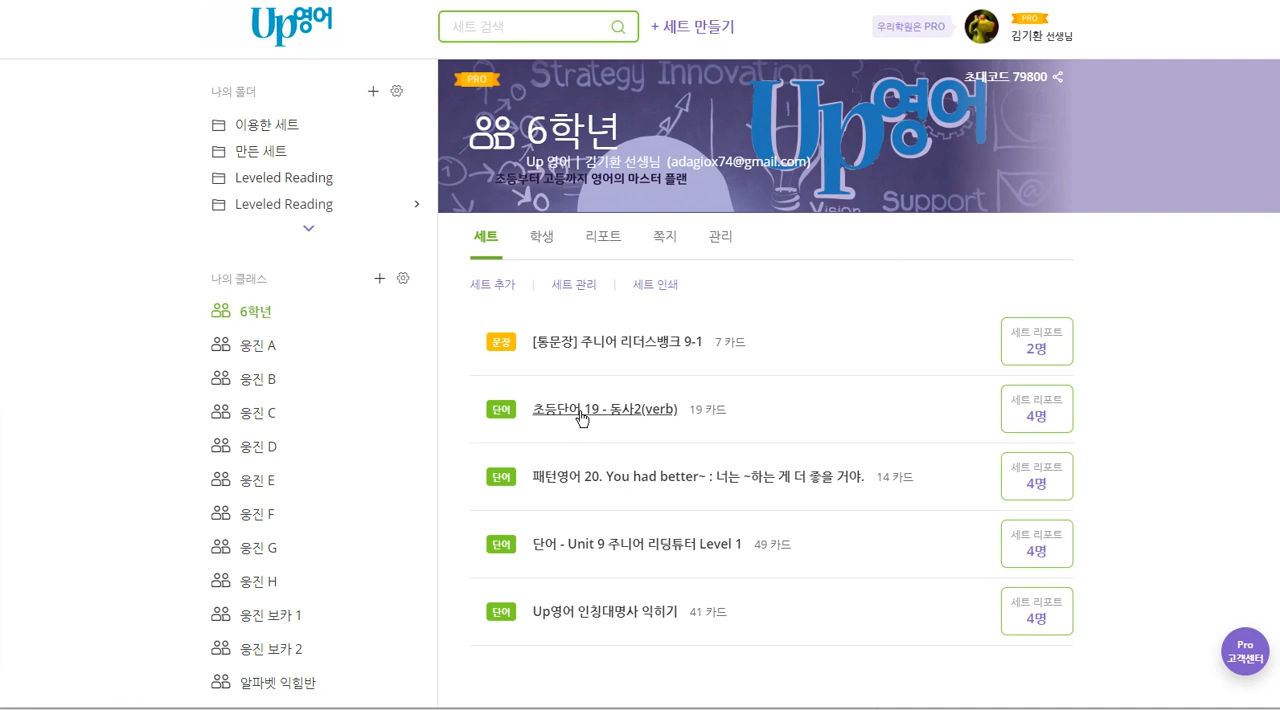 Up영어
세트 검색
+ 세트 만들기
우리학원은 PRO
PRO
김기환 선생님
나의 폴더
이용한 세트
만든 세트
Leveled Reading
Leveled Reading
나의 클래스
6학년
웅진 A
웅진 B
웅진 C
웅진 D
웅진 E
웅진 F
웅진 G
웅진 H
웅진 보카 1
웅진 보카 2
알파벳 익힘반
PRO
Strategy Innovation
초대코드 79800
6학년
Up영어
Up 영어 | 김기환 선생님 (adagiox74@gmail.com)
초등부터 고등까지 영어의 마스터 플랜
Vision
Support
세트 학생 리포트 쪽지 관리
세트 추가 | 세트 관리 | 세트 인쇄
문장 [통문장] 주니어 리더스뱅크 9-1 7 카드
세트 리포트
2명
단어 초등단어 19 - 동사2(verb) 19 카드
세트 리포트
4명
단어 패턴영어 20. You had better~ : 너는 ~하는 게 더 좋을 거야. 14 카드
세트 리포트
4명
단어 단어 - Unit 9 주니어 리딩튜터 Level 1 49 카드
세트 리포트
4명
단어 Up영어 인칭대명사 익히기 41 카드
세트 리포트
4명
Pro
고객센터